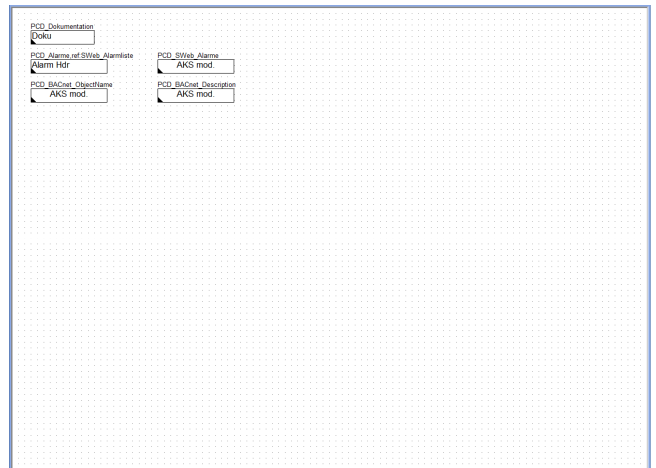 PCD_Dokumentation
Doku
PCD_Alarme,ref:SWeb_Alarmliste
Alarm Hdr
PCD_SWeb_Alarme
AKS mod.
PCD_BACnet_ObjectName
AKS mod.
PCD_BACnet_Description
AKS mod.